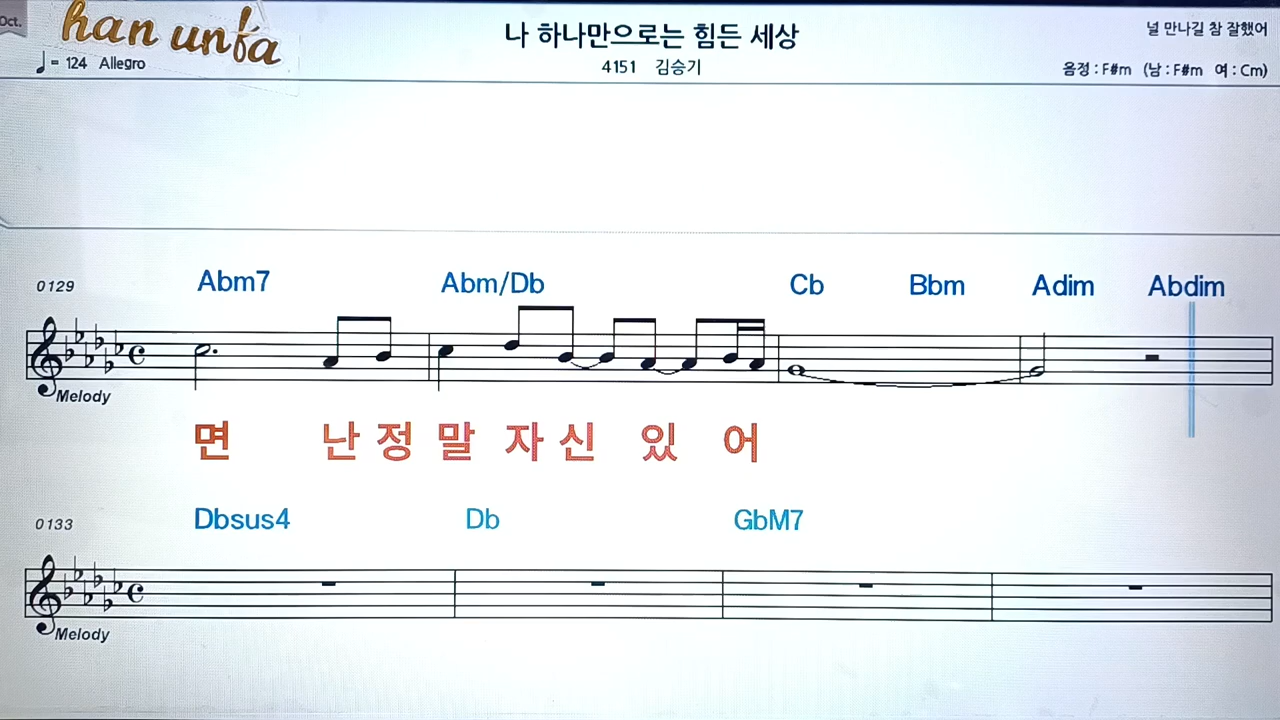 Oct.
han unfa
나 하나만으로는 힘든 세상
널 만나길 참 잘했어
= 124 Allegro
4151 김승기
음정 : F#m (남 : F#m 여 : Cm)
0129
Abm7 Abm/Db Cb Bbm Adim Abdim
Melody
면 난 정 말 자 신 있 어
0133
Dbsus4 Db GbM7
Melody